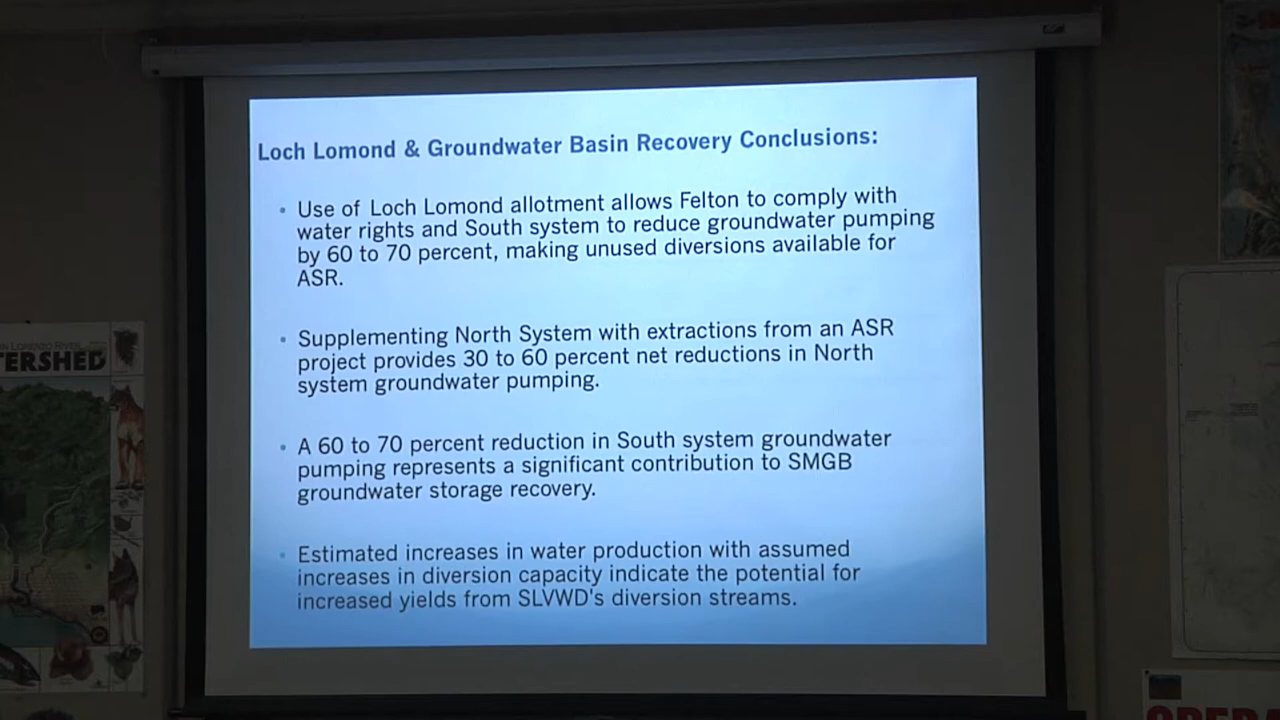 Loch Lomond & Groundwater Basin Recovery Conclusions:
• Use of Loch Lomond allotment allows Felton to comply with
water rights and South system to reduce groundwater pumping
by 60 to 70 percent, making unused diversions available for
ASR.
• Supplementing North System with extractions from an ASR
project provides 30 to 60 percent net reductions in North
system groundwater pumping.
• A 60 to 70 percent reduction in South system groundwater
pumping represents a significant contribution to SMGB
groundwater storage recovery.
• Estimated increases in water production with assumed
increases in diversion capacity indicate the potential for
increased yields from SLVWD's diversion streams.
N LORENZO RIVER
ERSHED
OPERA